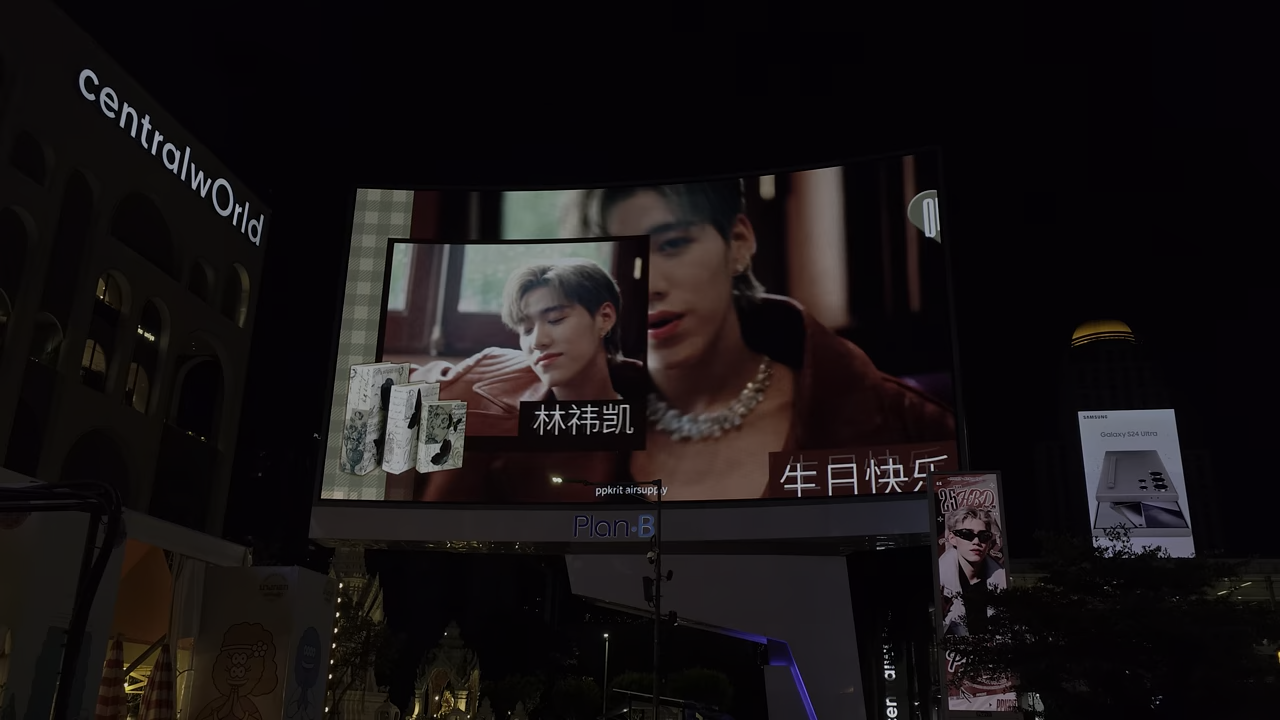 centralwOrld
林祎凯
生日快乐
ppkrit airsupply
Plan·B
SAMSUNG
Galaxy S24 Ultra